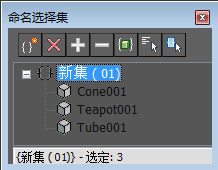 命名选择集
新集 ( 01)
Cone001
Teapot001
Tube001
{新集 ( 01)} - 选定: 3